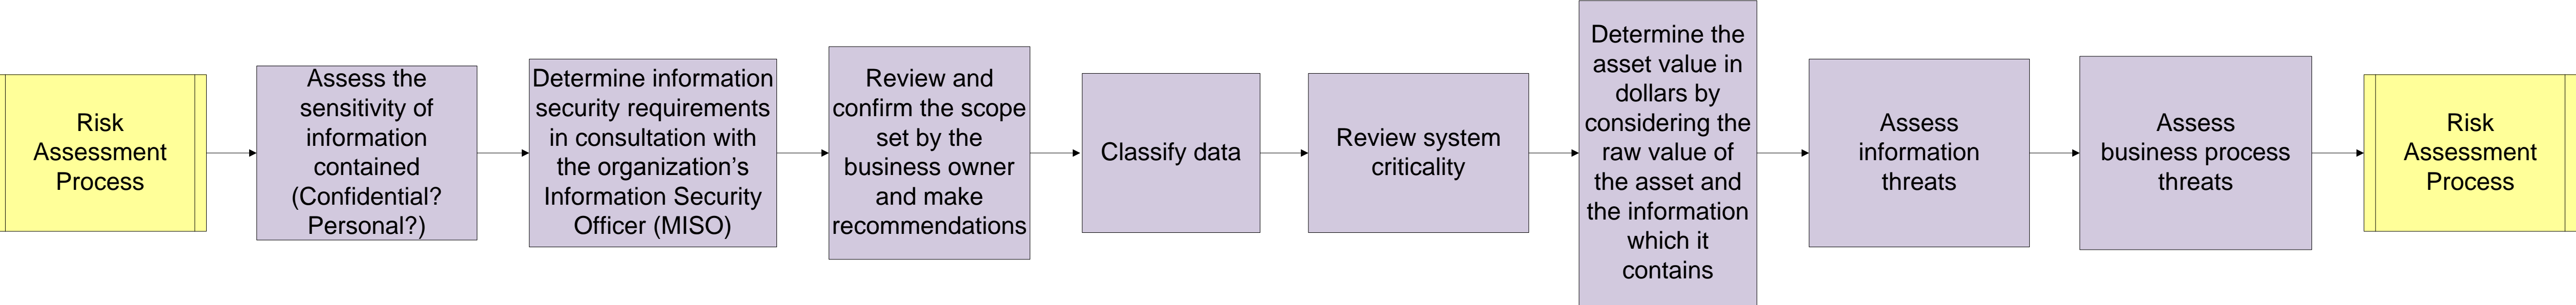 Risk
Assessment
Process
Assess the
sensitivity of
information
contained
(Confidential?
Personal?)
Determine information
security requirements
in consultation with
the organization’s
Information Security
Officer (MISO)
Review and
confirm the scope
set by the
business owner
and make
recommendations
Classify data
Review system
criticality
Determine the
asset value in
dollars by
considering the
raw value of
the asset and
the information
which it
contains
Assess
information
threats
Assess
business process
threats
Risk
Assessment
Process